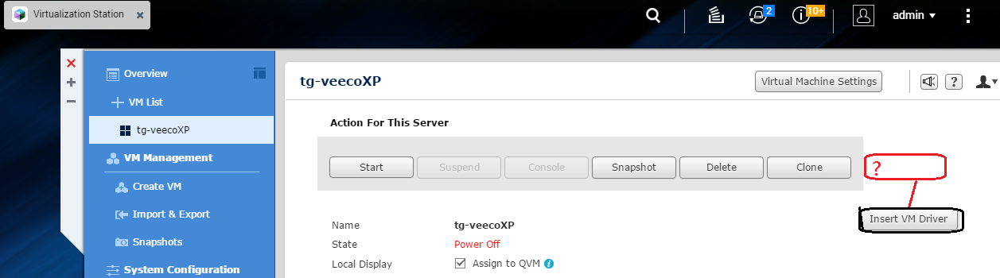 Virtualization Station ×
2 10+ admin
Overview
VM List
tg-veecoXP
VM Management
Create VM
Import & Export
Snapshots
System Configuration
tg-veecoXP
Virtual Machine Settings
?
Action For This Server
Start Suspend Console Snapshot Delete Clone
?
Insert VM Driver
Name tg-veecoXP
State Power Off
Local Display Assign to QVM